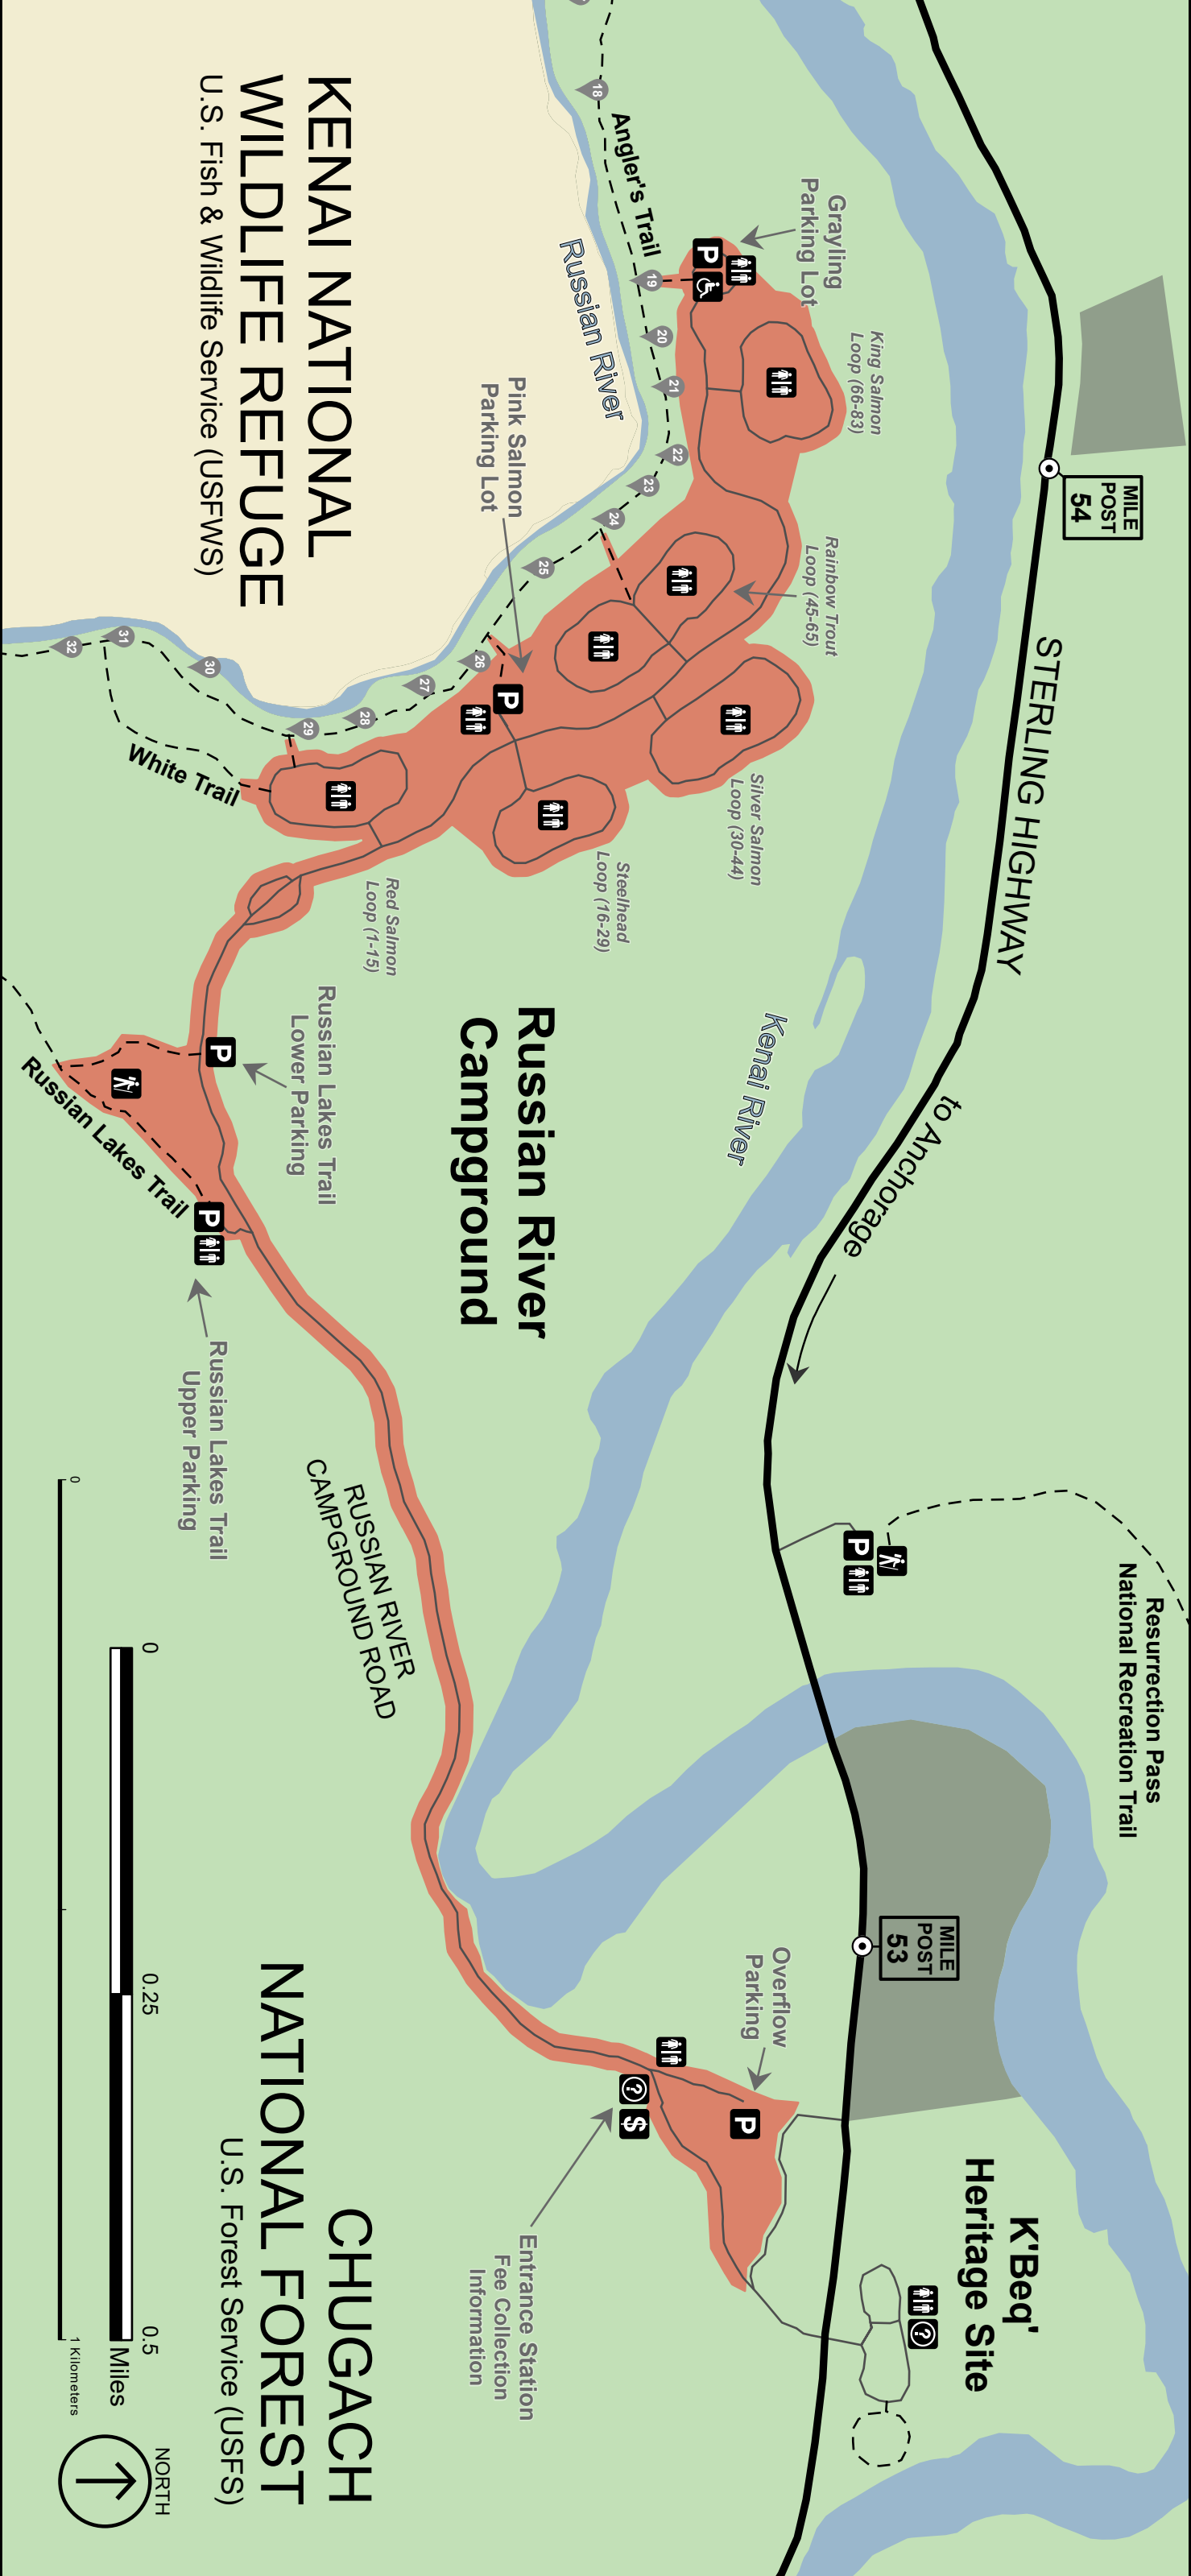 MILE
POST
54
STERLING HIGHWAY
to Anchorage
Resurrection Pass
National Recreation Trail
MILE
POST
53
K'Beq'
Heritage Site
Grayling
Parking Lot
King Salmon
Loop (66-83)
Rainbow Trout
Loop (45-65)
Silver Salmon
Loop (30-44)
Kenai River
Overflow
Parking
P
P
P
Angler's Trail
18
19
20
21
22
23
24
25
26
27
28
29
30
31
32
Russian River
Pink Salmon
Parking Lot
P
Steelhead
Loop (16-29)
Russian River
Campground
?
$
?
Entrance Station
Fee Collection
Information
Red Salmon
Loop (1-15)
Russian Lakes Trail
Lower Parking
P
RUSSIAN RIVER
CAMPGROUND ROAD
KENAI NATIONAL
WILDLIFE REFUGE
U.S. Fish & Wildlife Service (USFWS)
White Trail
Russian Lakes Trail
P
Russian Lakes Trail
Upper Parking
CHUGACH
NATIONAL FOREST
U.S. Forest Service (USFS)
0
0.25
0.5
Miles
0
1 Kilometers
NORTH